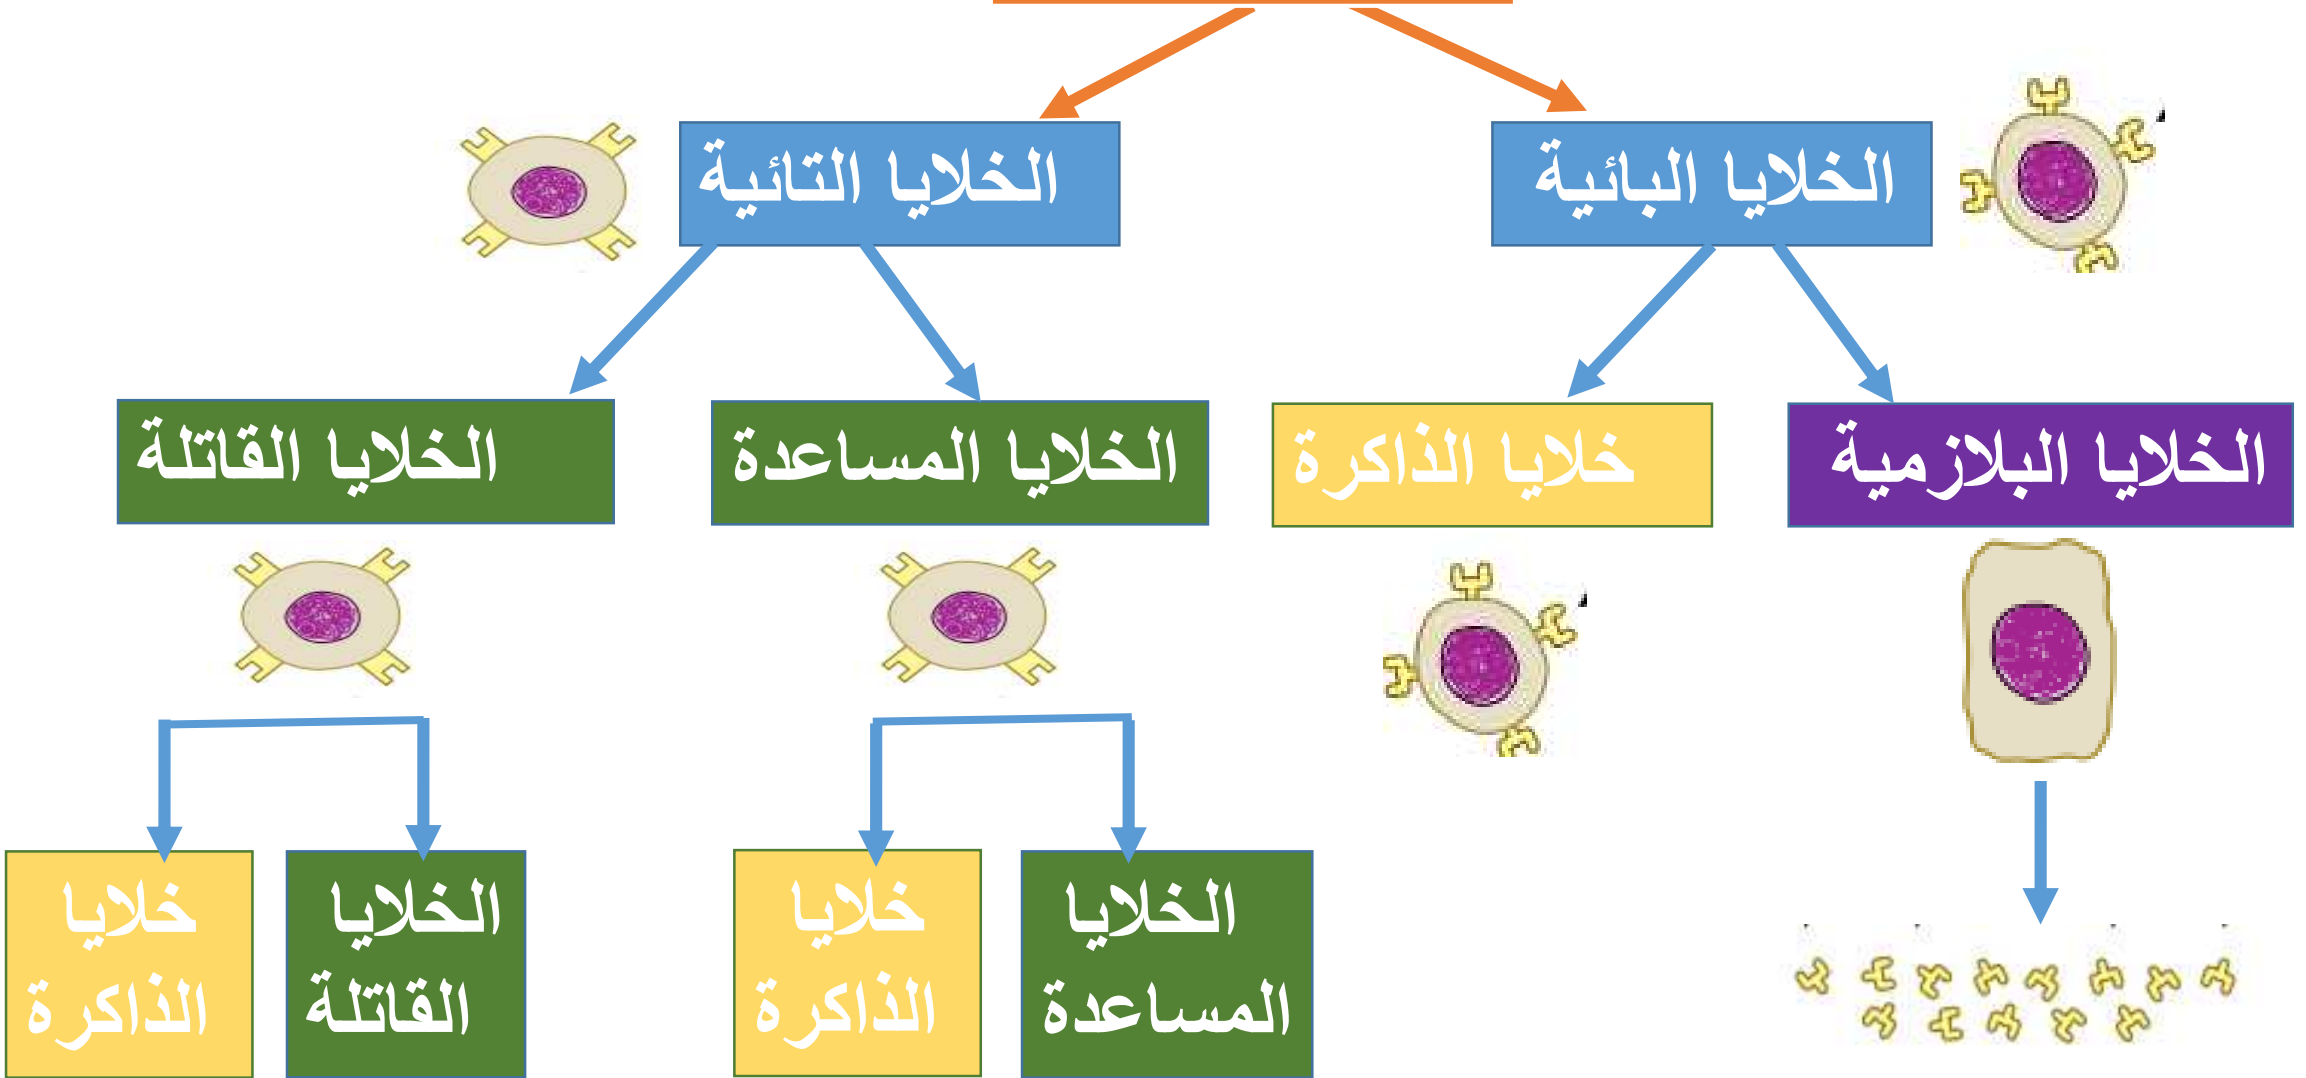 الخلايا البائية
الخلايا التائية
الخلايا البلازمية
خلايا الذاكرة
الخلايا المساعدة
الخلايا القاتلة
الخلايا
المساعدة
خلايا
الذاكرة
الخلايا
القاتلة
خلايا
الذاكرة